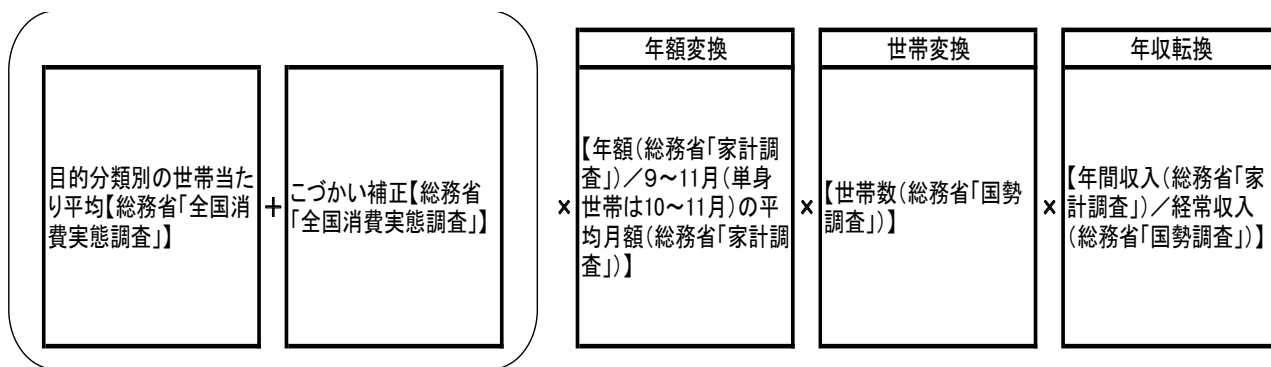 年額変換
世帯変換
年収転換
目的分類別の世帯当た
り平均【総務省「全国消
費実態調査」】
+
こづかい補正【総務省
「全国消費実態調査」】
×
【年額(総務省「家計調
査」)/9～11月(単身
世帯は10～11月)の平
均月額(総務省「家計調
査」)】
×
【世帯数(総務省「国勢
調査」)】
×
【年間収入(総務省「家
計調査」)/経常収入
(総務省「国勢調査」)】